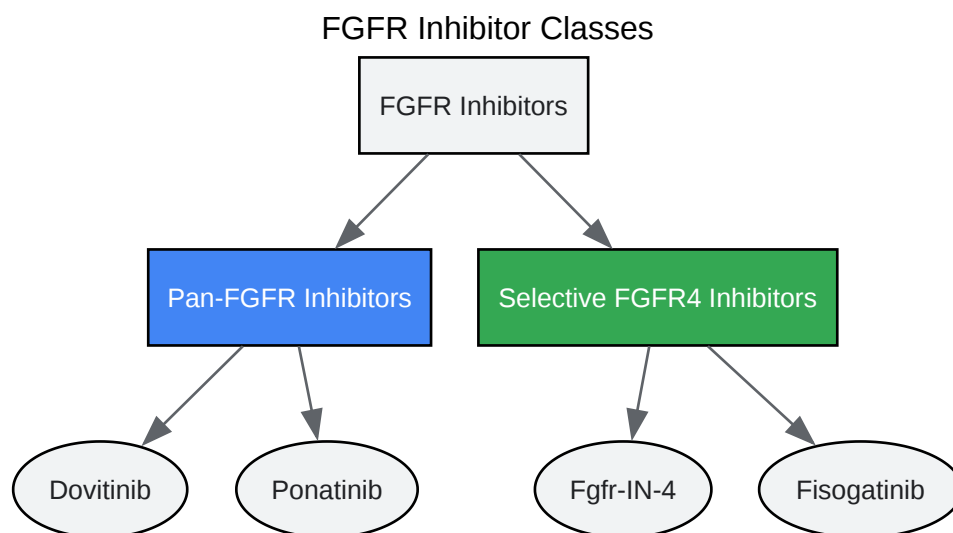 FGFR Inhibitor Classes
FGFR Inhibitors
Pan-FGFR Inhibitors
Selective FGFR4 Inhibitors
Dovitinib
Ponatinib
Fgfr-IN-4
Fisogatinib